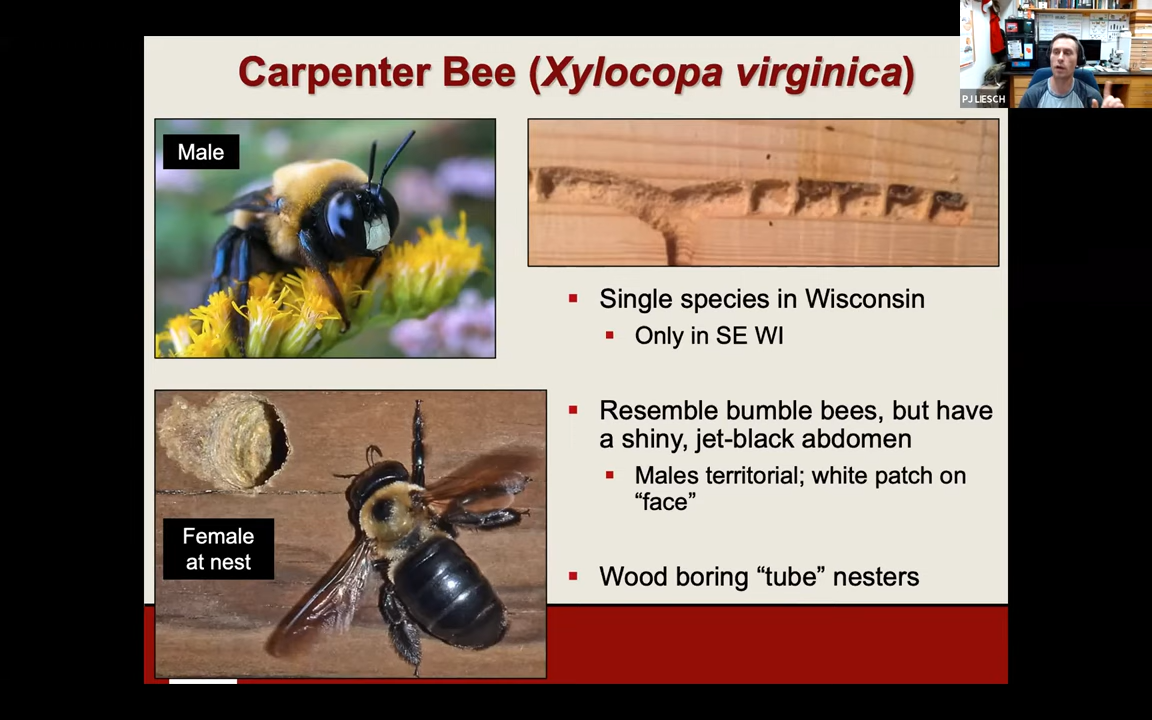 Carpenter Bee (Xylocopa virginica)
PJ LIESCH
Male
▪ Single species in Wisconsin
▪ Only in SE WI
▪ Resemble bumble bees, but have
a shiny, jet-black abdomen
▪ Males territorial; white patch on
“face”
Female
at nest
▪ Wood boring “tube” nesters